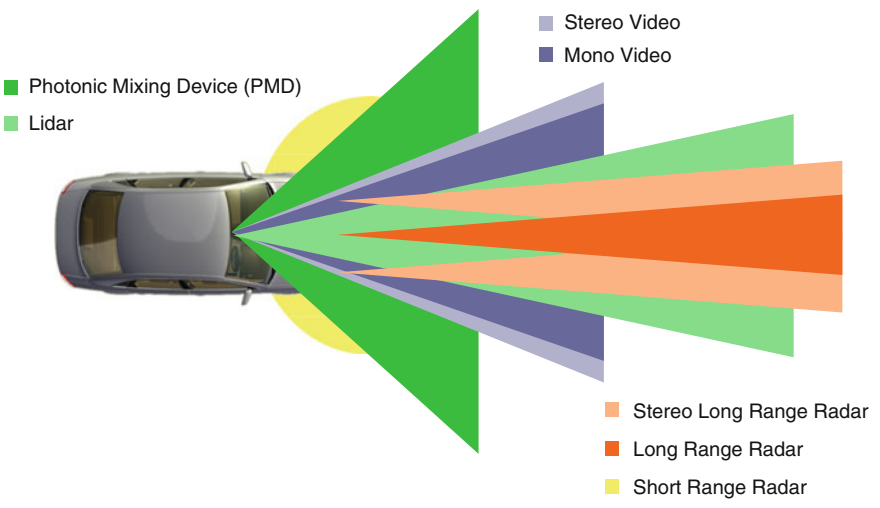 Stereo Video
Mono Video
Photonic Mixing Device (PMD)
Lidar
Stereo Long Range Radar
Long Range Radar
Short Range Radar